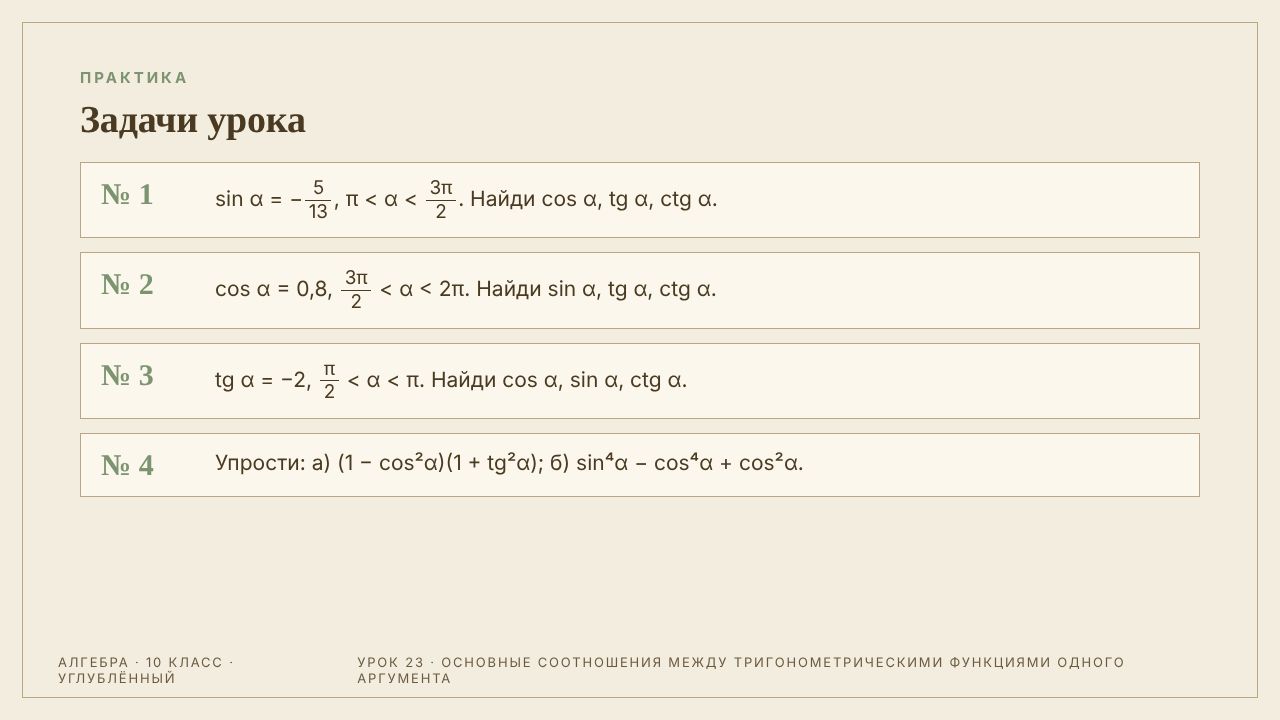 ПРАКТИКА
Задачи урока
№ 1
sin α = −5/13, π < α < 3π/2. Найди cos α, tg α, ctg α.
№ 2
cos α = 0,8, 3π/2 < α < 2π. Найди sin α, tg α, ctg α.
№ 3
tg α = −2, π/2 < α < π. Найди cos α, sin α, ctg α.
№ 4
Упрости: а) (1 − cos²α)(1 + tg²α); б) sin⁴α − cos⁴α + cos²α.
АЛГЕБРА · 10 КЛАСС ·
УГЛУБЛЁННЫЙ
УРОК 23 · ОСНОВНЫЕ СООТНОШЕНИЯ МЕЖДУ ТРИГОНОМЕТРИЧЕСКИМИ ФУНКЦИЯМИ ОДНОГО
АРГУМЕНТА